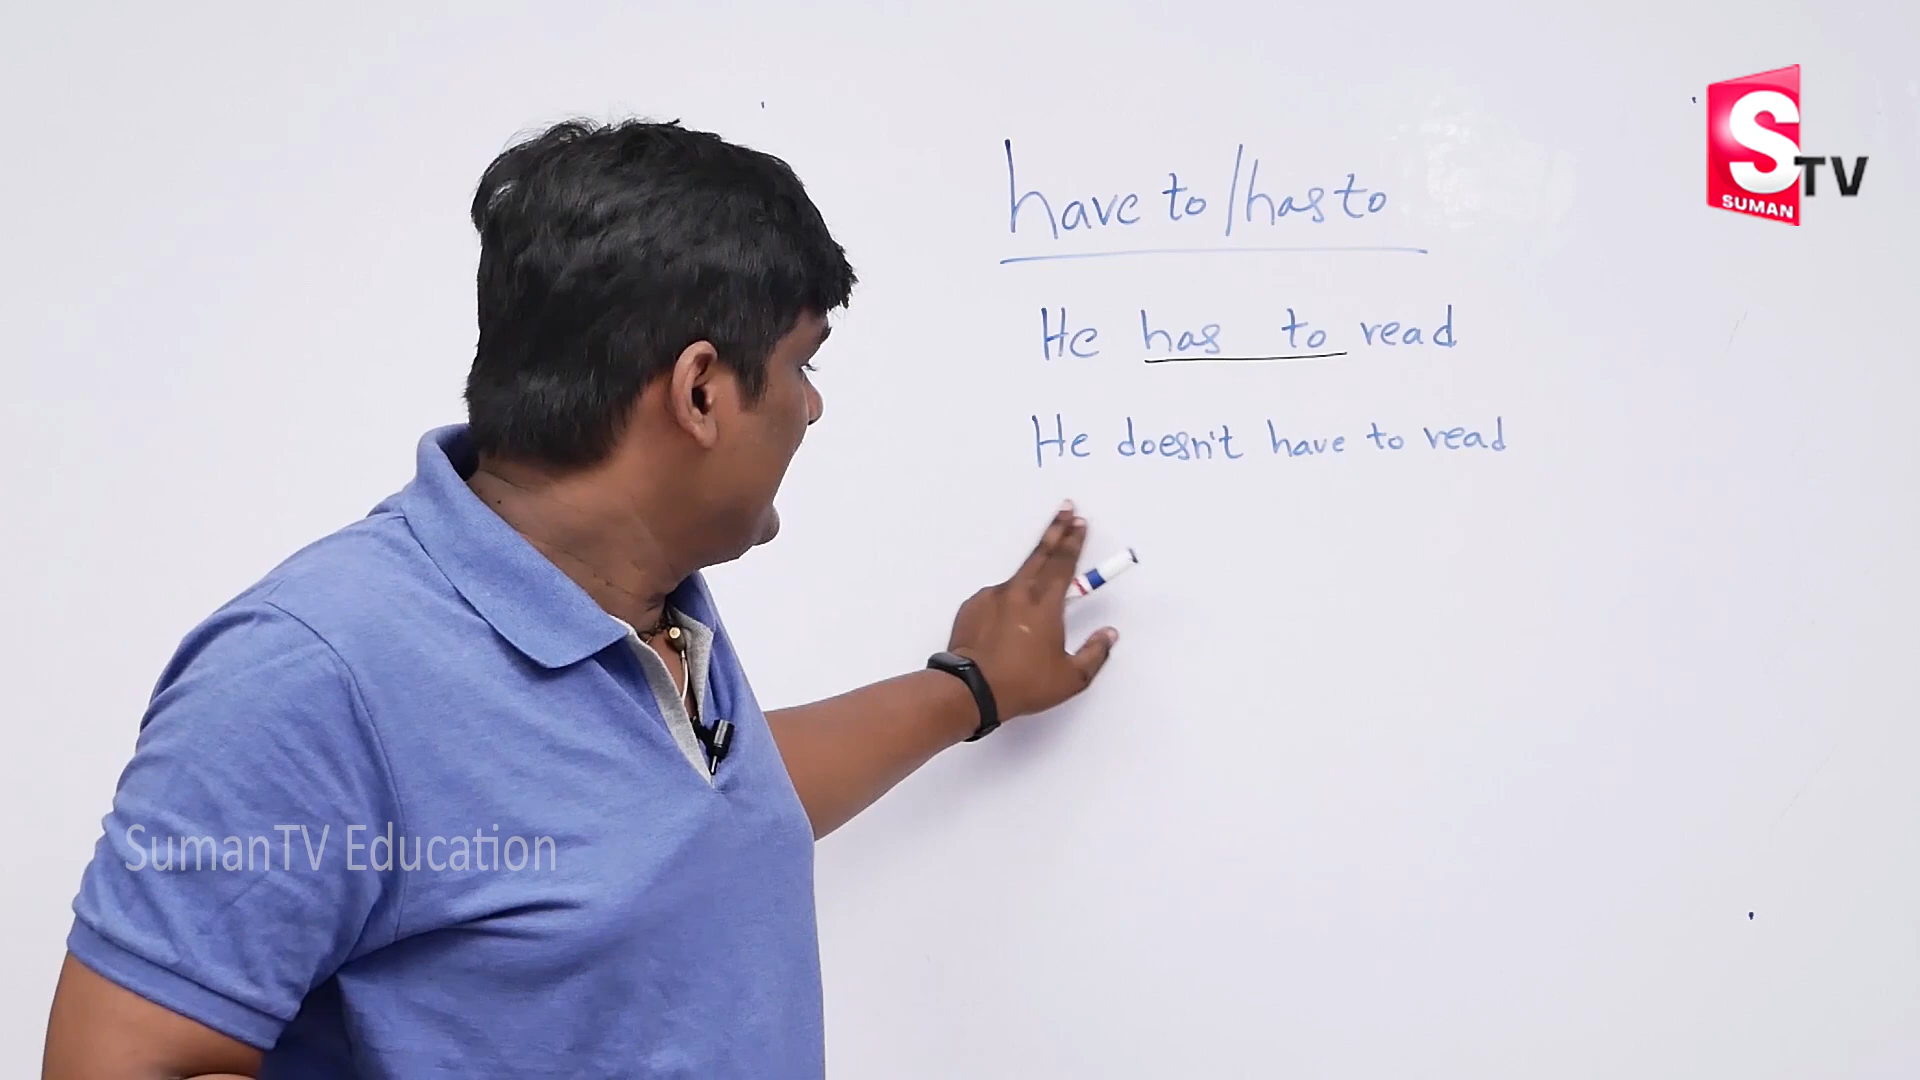 have to/has to
He has to read
He doesn't have to read
S TV
SUMAN
SumanTV Education